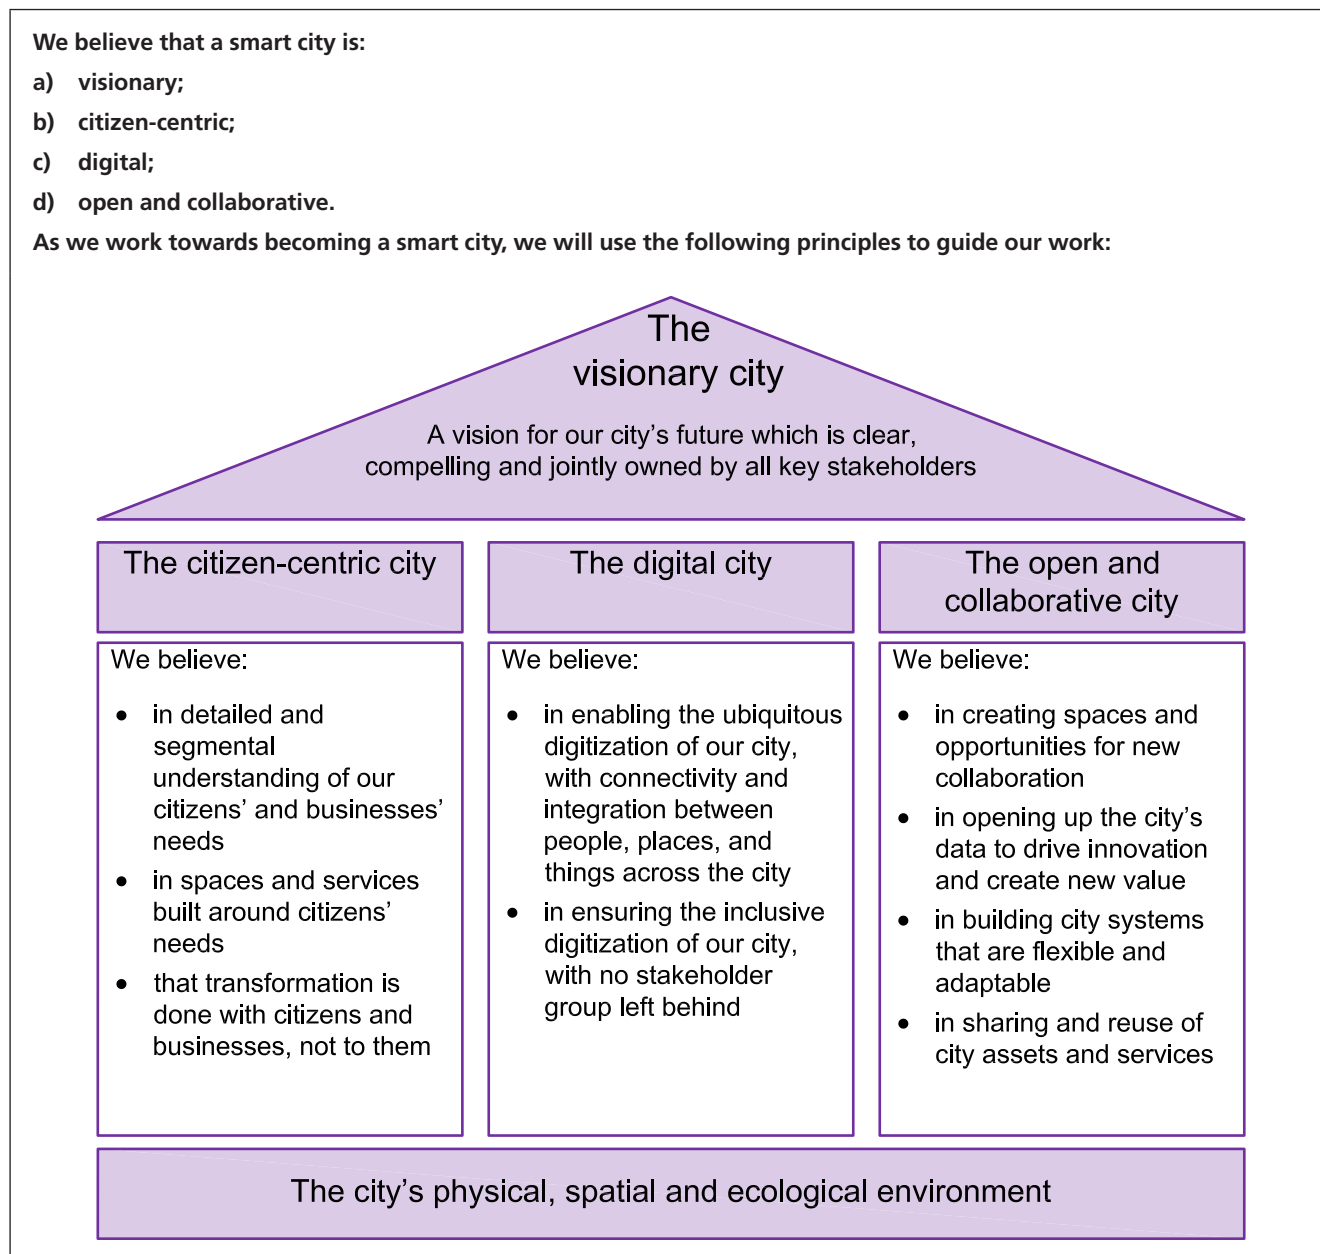 We believe that a smart city is:
a) visionary;
b) citizen-centric;
c) digital;
d) open and collaborative.
As we work towards becoming a smart city, we will use the following principles to guide our work:
The
visionary city
A vision for our city’s future which is clear,
compelling and jointly owned by all key stakeholders
The citizen-centric city
We believe:
• in detailed and
segmental
understanding of our
citizens’ and businesses’
needs
• in spaces and services
built around citizens’
needs
• that transformation is
done with citizens and
businesses, not to them
The digital city
We believe:
• in enabling the ubiquitous
digitization of our city,
with connectivity and
integration between
people, places, and
things across the city
• in ensuring the inclusive
digitization of our city,
with no stakeholder
group left behind
The open and
collaborative city
We believe:
• in creating spaces and
opportunities for new
collaboration
• in opening up the city’s
data to drive innovation
and create new value
• in building city systems
that are flexible and
adaptable
• in sharing and reuse of
city assets and services
The city’s physical, spatial and ecological environment